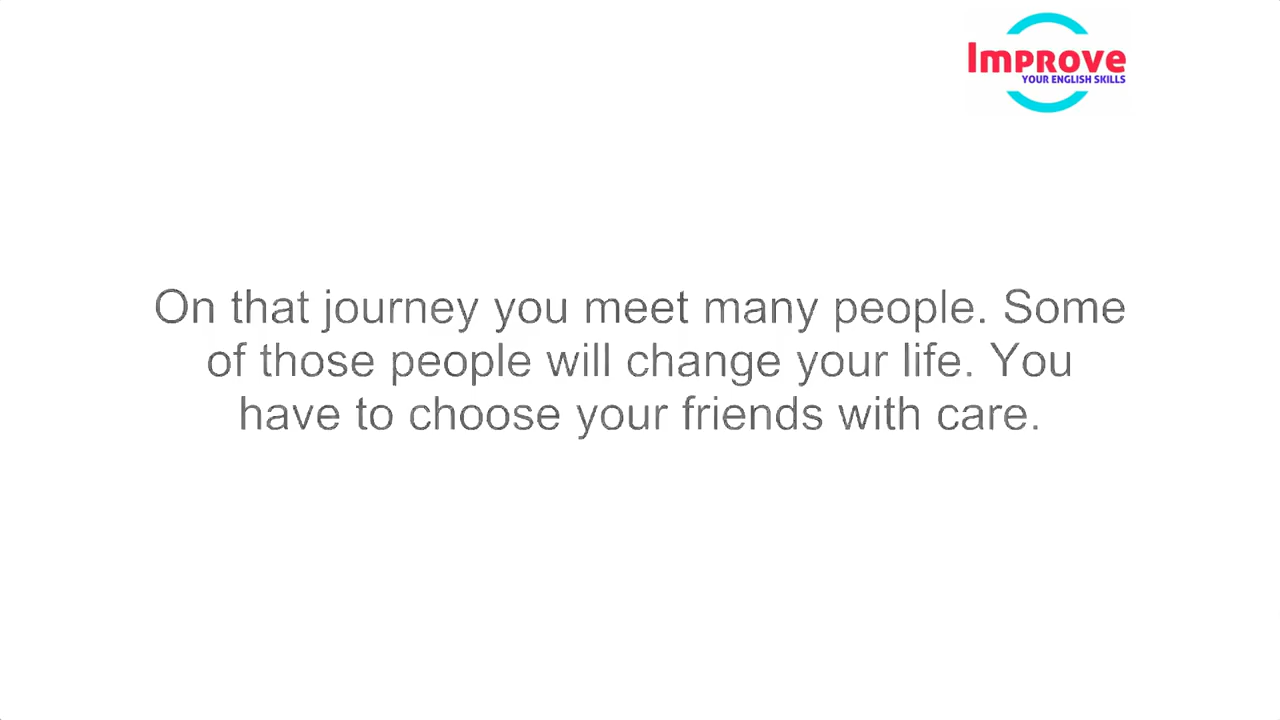 Improve
YOUR ENGLISH SKILLS
On that journey you meet many people. Some
of those people will change your life. You
have to choose your friends with care.